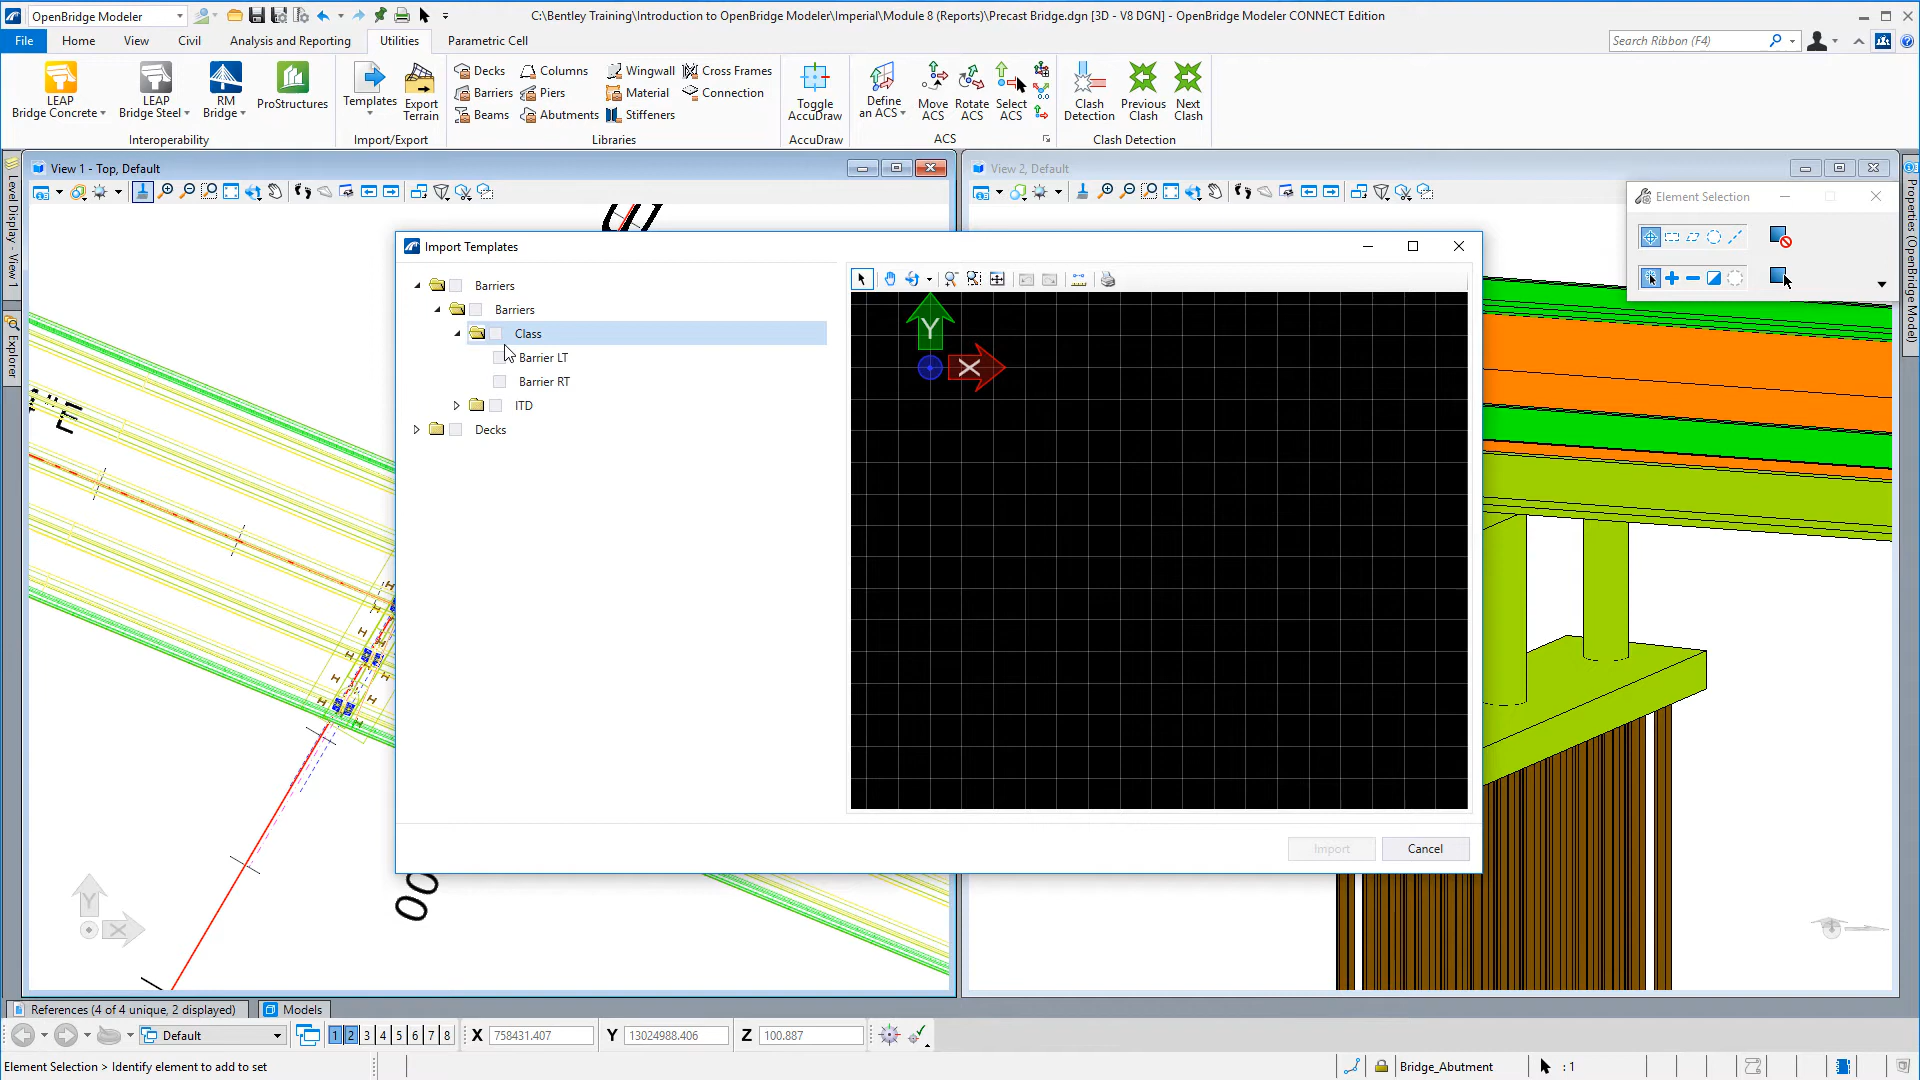 OpenBridge Modeler
C:\Bentley Training\Introduction to OpenBridge Modeler\Imperial\Module 8 (Reports)\Precast Bridge.dgn [3D - V8 DGN] - OpenBridge Modeler CONNECT Edition
File Home View Civil Analysis and Reporting Utilities Parametric Cell
Search Ribbon (F4)
LEAP Bridge Concrete
LEAP Bridge Steel
RM Bridge
ProStructures
Interoperability
Templates
Export Terrain
Import/Export
Decks Columns Wingwall Cross Frames
Barriers Piers Material Connection
Beams Abutments Stiffeners
Libraries
Toggle AccuDraw
AccuDraw
Define an ACS
Move ACS
Rotate ACS
Select ACS
ACS
Clash Detection
Previous Clash
Next Clash
Clash Detection
View 1 - Top, Default
View 2, Default
Level Display - View 1
Explorer
Properties (OpenBridge Model)
Element Selection
Import Templates
Barriers
Barriers
Class
Barrier LT
Barrier RT
ITD
Decks
Y
X
Import
Cancel
Y
X
00
References (4 of 4 unique, 2 displayed)
Models
Default
1 2 3 4 5 6 7 8
X 758431.407
Y 13024988.406
Z 100.887
Element Selection > Identify element to add to set
Bridge_Abutment
: 1